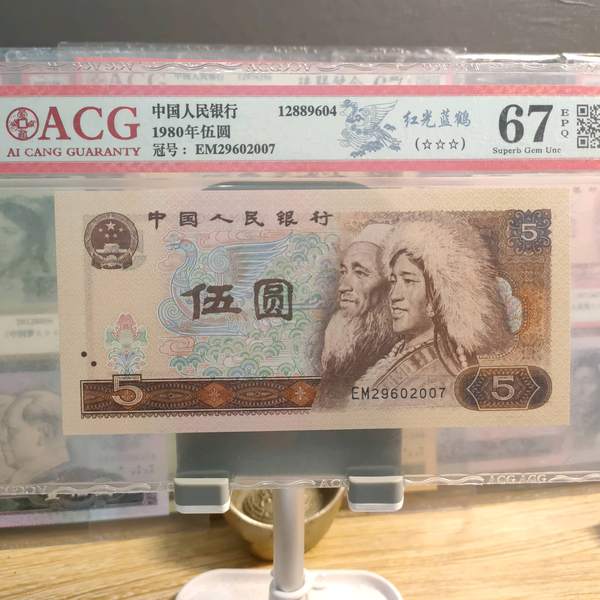 ACG
AI CANG GUARANTY
中国人民银行 12889604
1980年伍圆
冠号：EM29602007
红光蓝鹤
(☆☆☆)
67 EPQ
Superb Gem Unc
中国人民银行
5
伍圆
5
EM29602007
5
ACG ACG